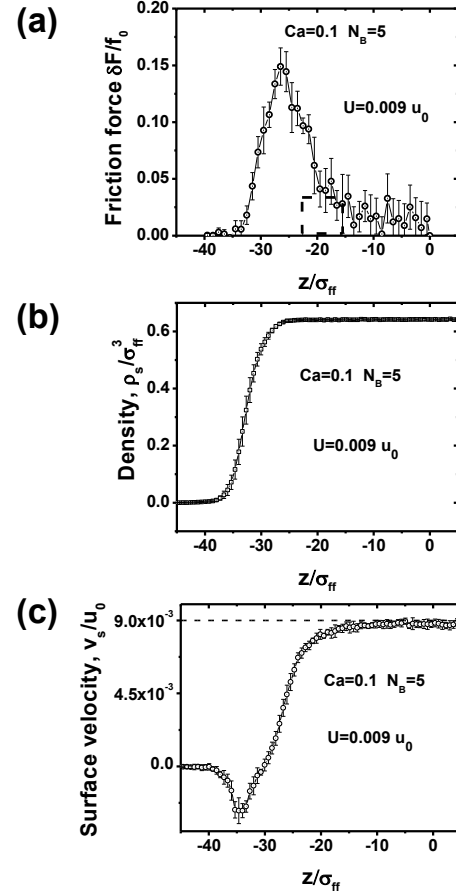 (a)
Ca=0.1 N_B=5
U=0.009 u_0
Friction force δF/f_0
0.20
0.15
0.10
0.05
0.00
-40 -30 -20 -10 0
z/σ_ff
(b)
Density, ρ_s/σ_ff^3
0.6
0.4
0.2
0.0
Ca=0.1 N_B=5
U=0.009 u_0
-40 -30 -20 -10 0
z/σ_ff
(c)
Surface velocity, v_s/u_0
9.0x10^-3
4.5x10^-3
0.0
Ca=0.1 N_B=5
U=0.009 u_0
-40 -30 -20 -10 0
z/σ_ff